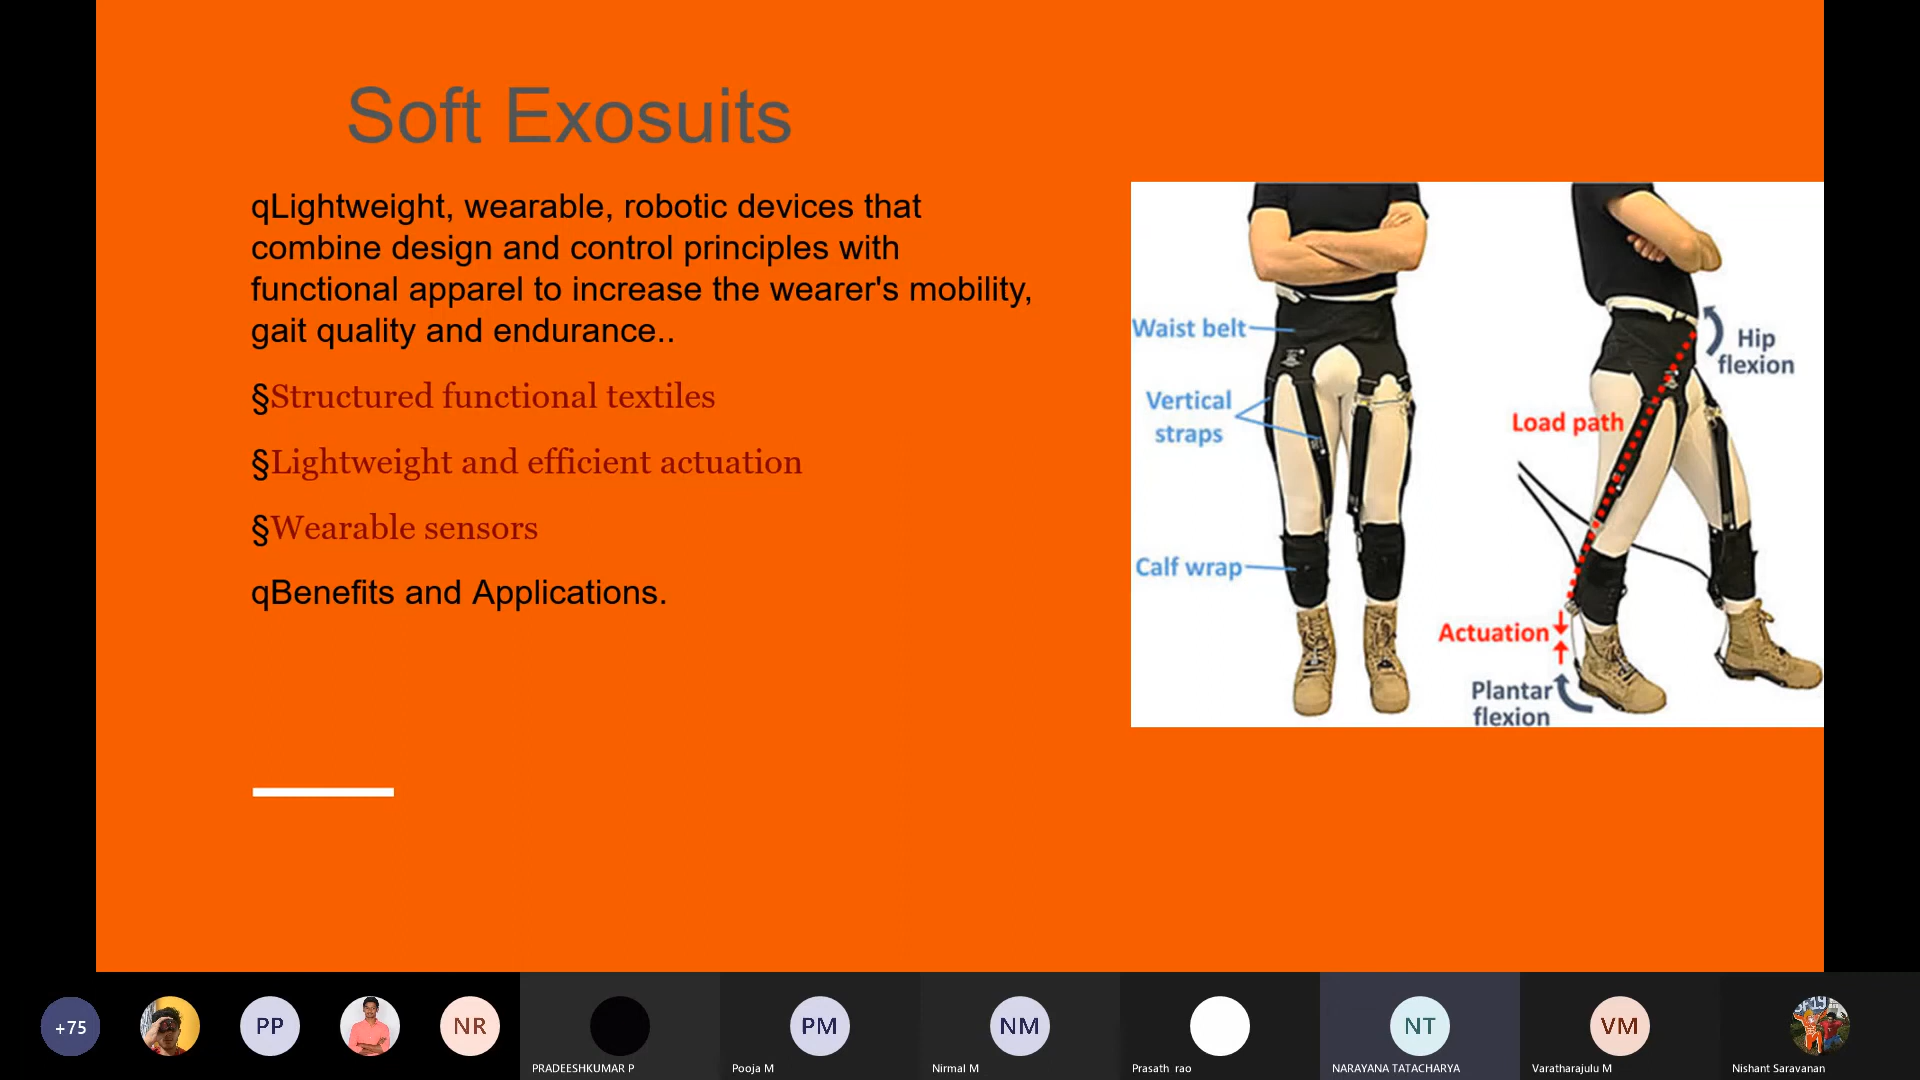 Soft Exosuits
qLightweight, wearable, robotic devices that
combine design and control principles with
functional apparel to increase the wearer's mobility,
gait quality and endurance..
§Structured functional textiles
§Lightweight and efficient actuation
§Wearable sensors
qBenefits and Applications.
Waist belt
Vertical
straps
Calf wrap
Hip
flexion
Load path
Actuation
Plantar
flexion
+75
PP
NR
PRADEESHKUMAR P
PM
Pooja M
NM
Nirmal M
Prasath rao
NT
NARAYANA TATACHARYA
VM
Varatharajulu M
Nishant Saravanan